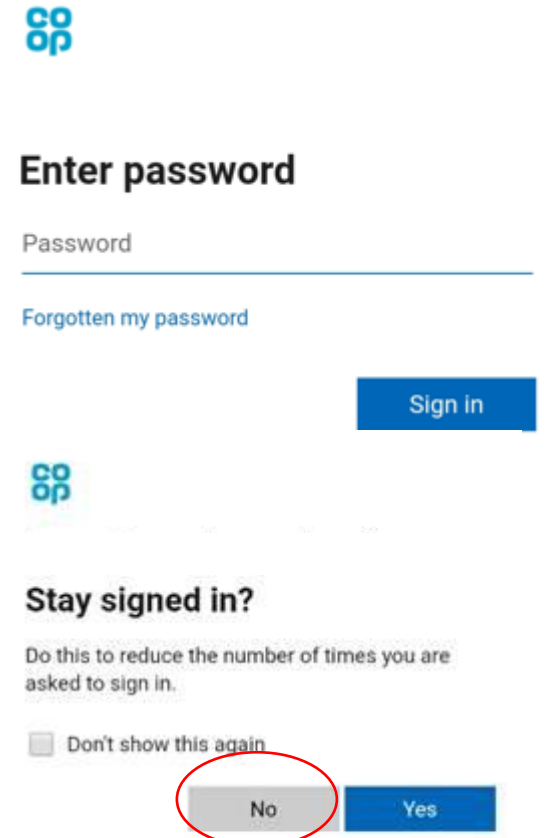 CO
OP
Enter password
Password
Forgotten my password
Sign in
CO
OP
Stay signed in?
Do this to reduce the number of times you are
asked to sign in.
Don't show this again
No Yes